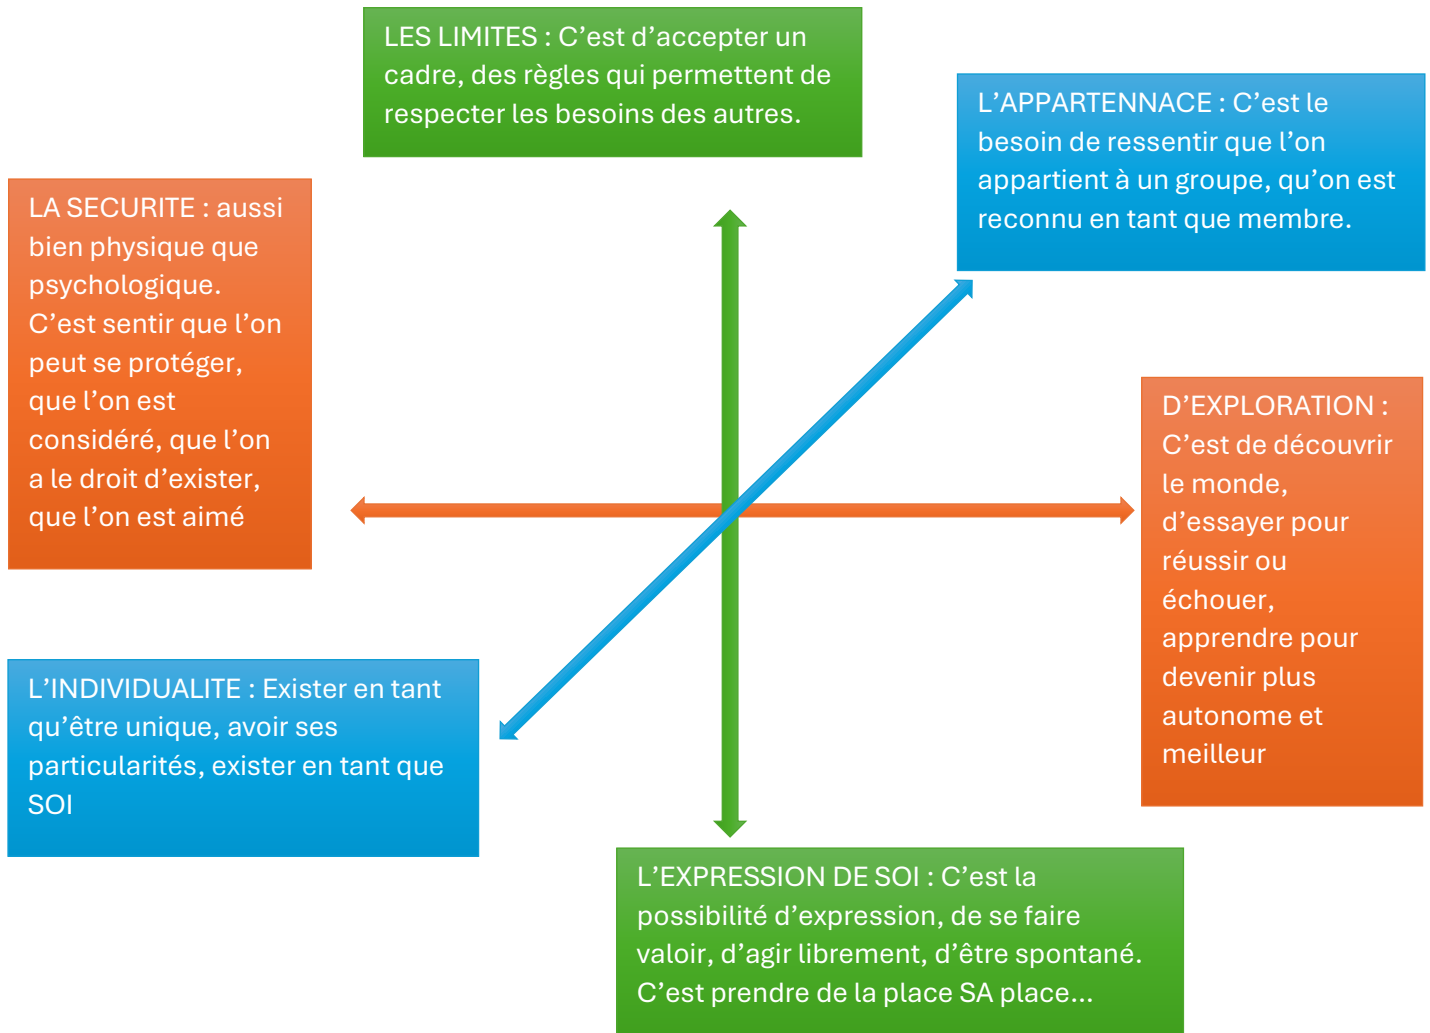 LES LIMITES : C’est d’accepter un
cadre, des règles qui permettent de
respecter les besoins des autres.
L’APPARTENNACE : C’est le
besoin de ressentir que l’on
appartient à un groupe, qu’on est
reconnu en tant que membre.
LA SECURITE : aussi
bien physique que
psychologique.
C’est sentir que l’on
peut se protéger,
que l’on est
considéré, que l’on
a le droit d’exister,
que l’on est aimé
D’EXPLORATION :
C’est de découvrir
le monde,
d’essayer pour
réussir ou
échouer,
apprendre pour
devenir plus
autonome et
meilleur
L’INDIVIDUALITE : Exister en tant
qu’être unique, avoir ses
particularités, exister en tant que
SOI
L’EXPRESSION DE SOI : C’est la
possibilité d’expression, de se faire
valoir, d’agir librement, d’être spontané.
C’est prendre de la place SA place…